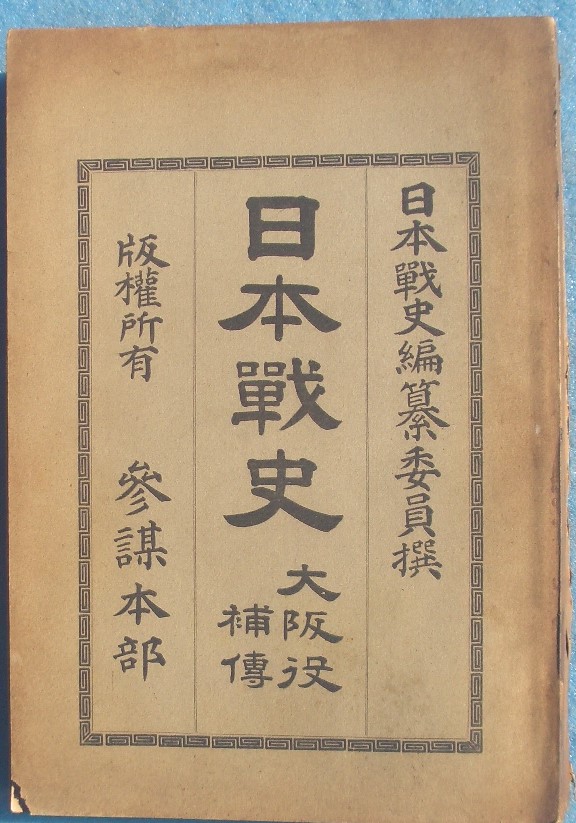 日本戰史編纂委員撰
日本戰史
大阪役
補傳
版權所有 參謀本部